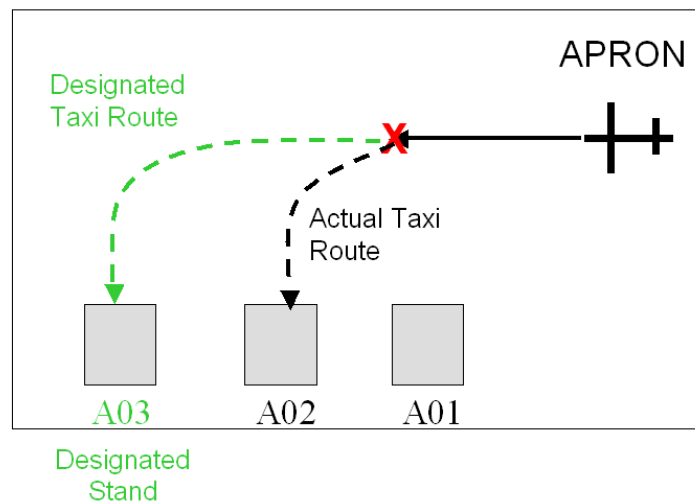 APRON
Designated
Taxi Route
X
Actual Taxi
Route
A03
A02
A01
Designated
Stand